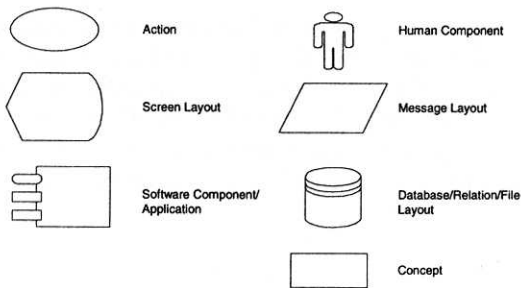 Action
Human Component
Screen Layout
Message Layout
Software Component/
Application
Database/Relation/File
Layout
Concept